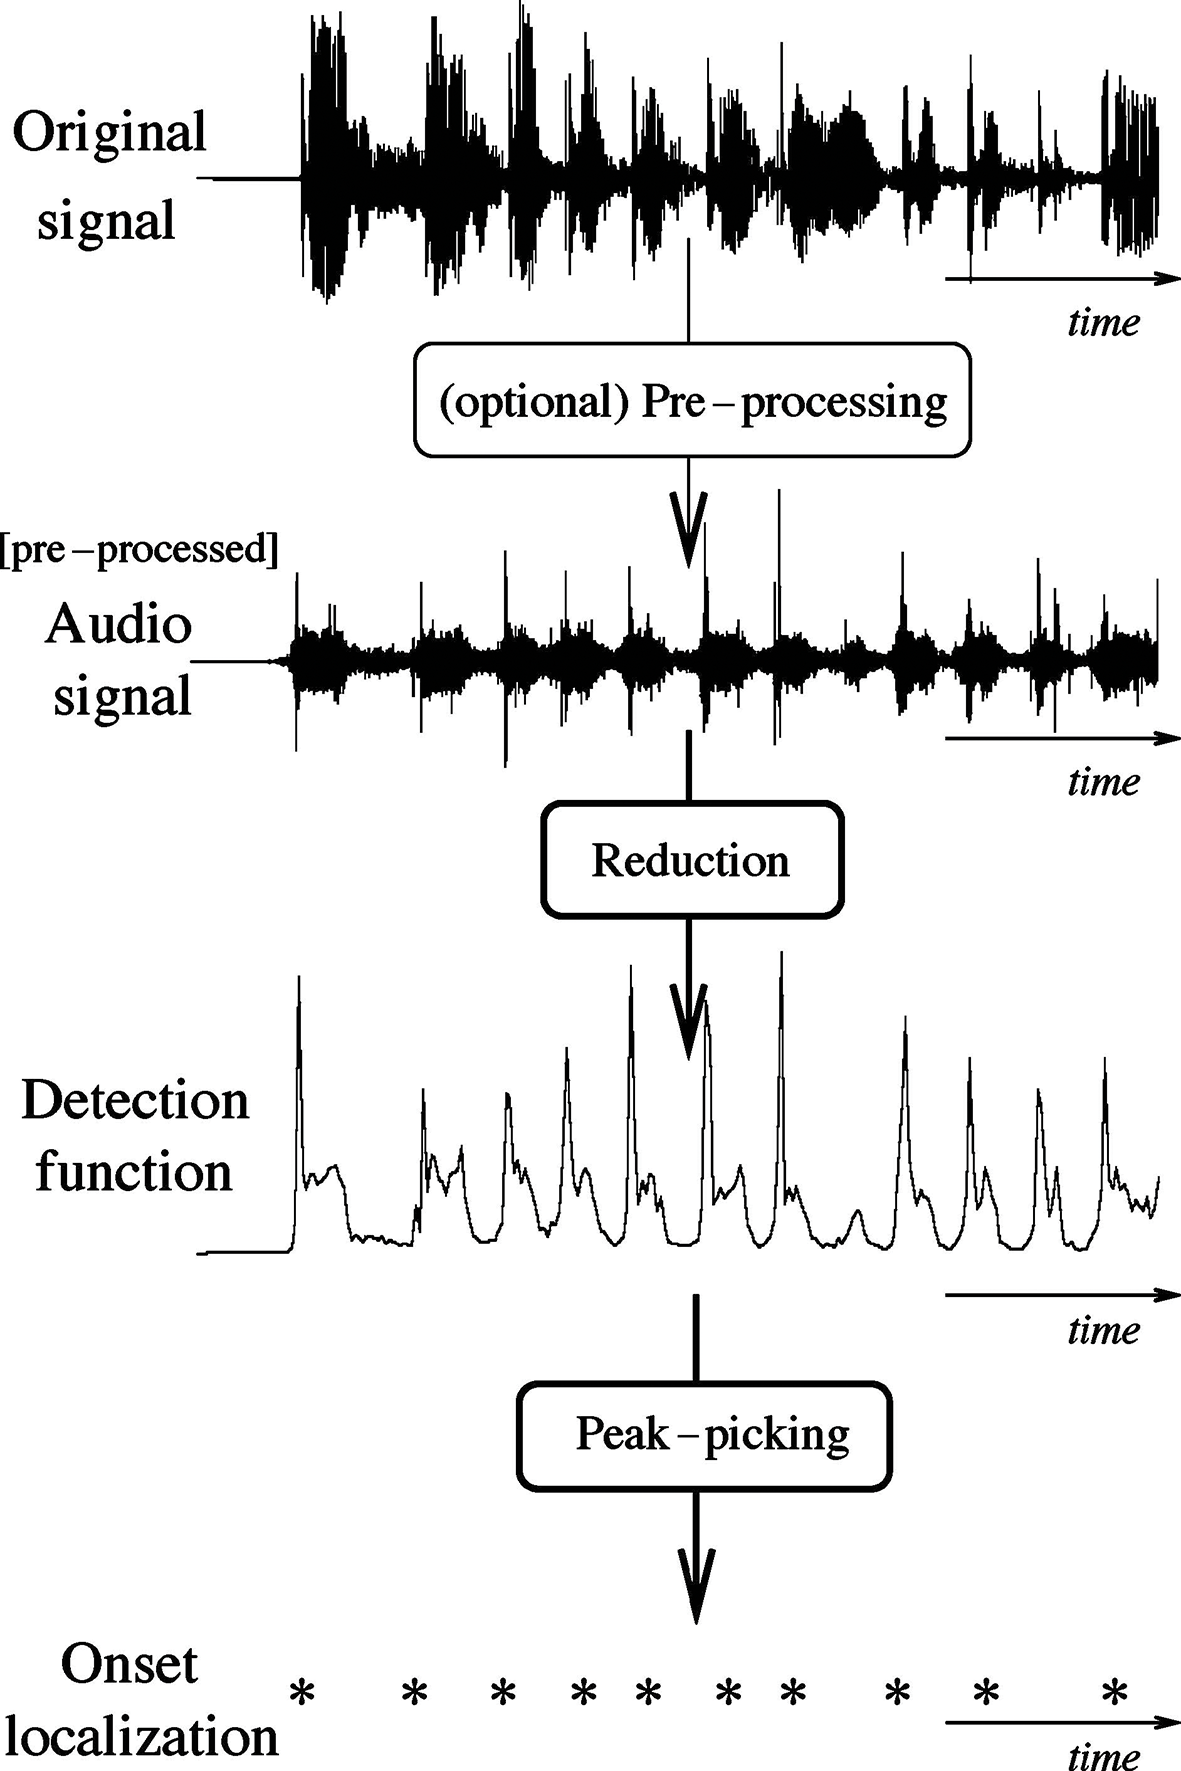 Original
signal
time
(optional) Pre–processing
[pre–processed]
Audio
signal
time
Reduction
Detection
function
time
Peak–picking
Onset
localization
* * * * * * * * * *
time